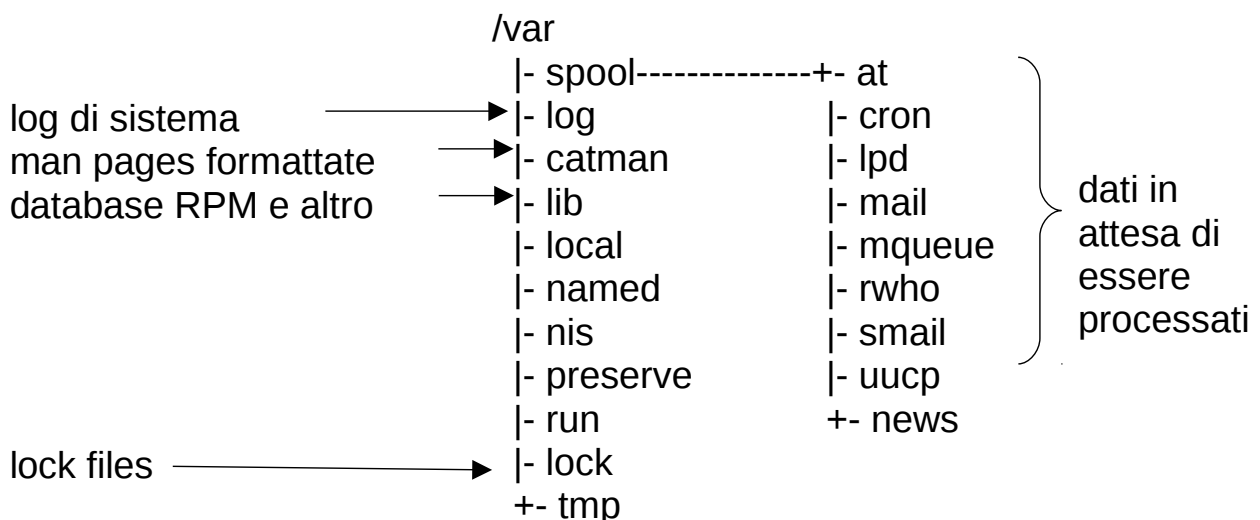 /var
|- spool--------------+- at
log di sistema |- log |- cron
man pages formattate |- catman |- lpd
database RPM e altro |- lib |- mail
|- local |- mqueue
|- named |- rwho
|- nis |- smail
|- preserve |- uucp
|- run +- news
lock files |- lock
+- tmp
dati in
attesa di
essere
processati